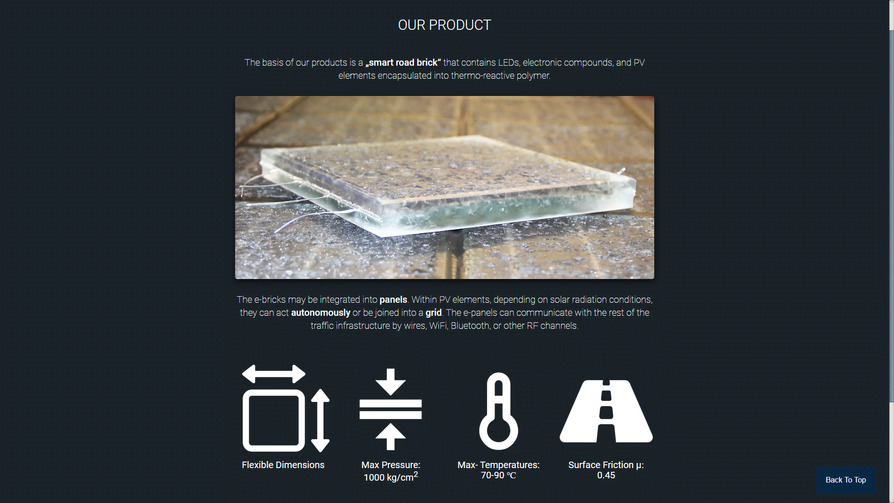 OUR PRODUCT
The basis of our products is a „smart road brick“ that contains LEDs, electronic compounds, and PV
elements encapsulated into thermo-reactive polymer.
The e-bricks may be integrated into panels. Within PV elements, depending on solar radiation conditions,
they can act autonomously or be joined into a grid. The e-panels can communicate with the rest of the
traffic infrastructure by wires, WiFi, Bluetooth, or other RF channels.
Flexible Dimensions
Max Pressure:
1000 kg/cm²
Max- Temperatures:
70-90 °C
Surface Friction μ:
0.45
Back To Top